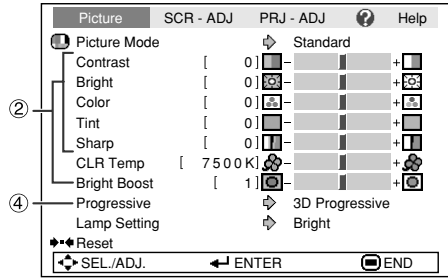 Picture SCR - ADJ PRJ - ADJ ? Help
Picture Mode Standard
Contrast [ 0 ] - +
Bright [ 0 ] - +
② Color [ 0 ] - +
Tint [ 0 ] - +
Sharp [ 0 ] - +
CLR Temp [ 7500K ] - +
Bright Boost [ 1 ] - +
④ Progressive 3D Progressive
Lamp Setting Bright
Reset
SEL./ADJ. ENTER END